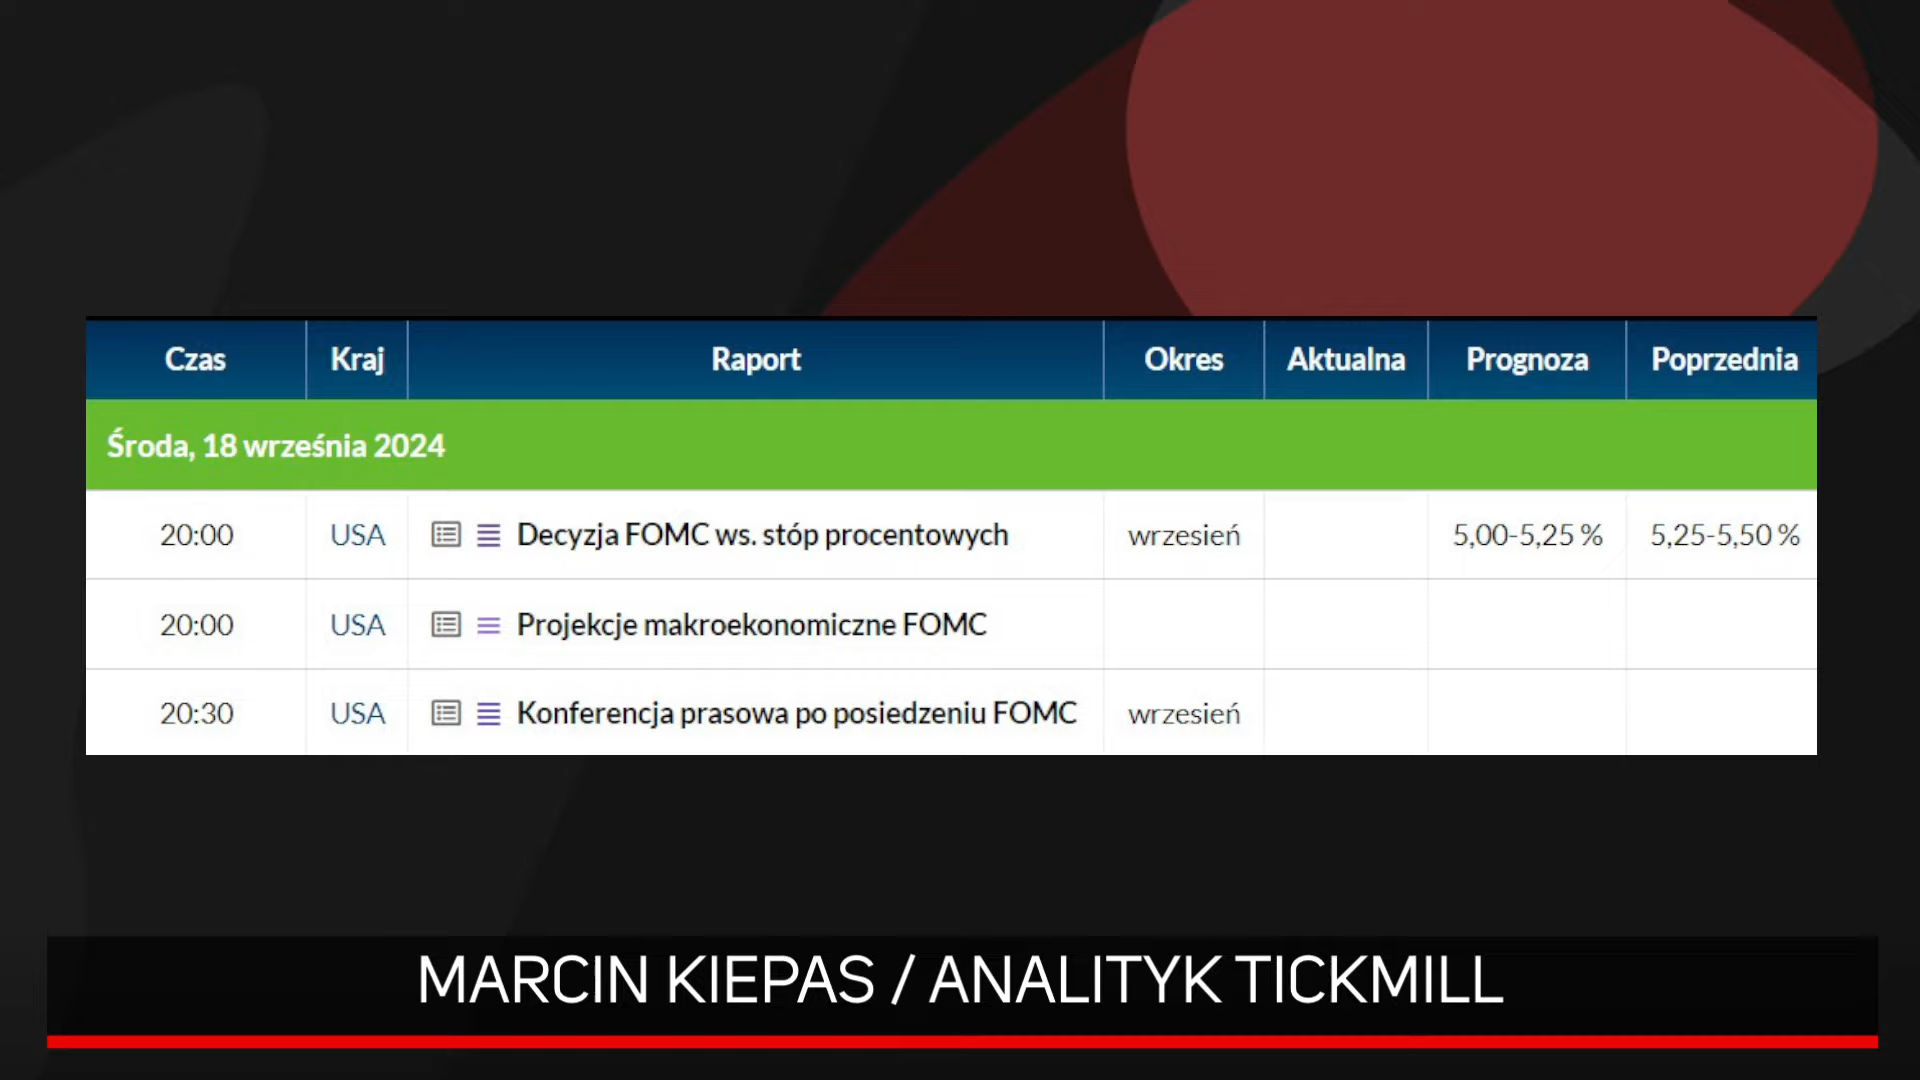 Czas Kraj Raport Okres Aktualna Prognoza Poprzednia
Środa, 18 września 2024
20:00 USA Decyzja FOMC ws. stóp procentowych wrzesień 5,00-5,25 % 5,25-5,50 %
20:00 USA Projekcje makroekonomiczne FOMC
20:30 USA Konferencja prasowa po posiedzeniu FOMC wrzesień
MARCIN KIEPAS / ANALITYK TICKMILL